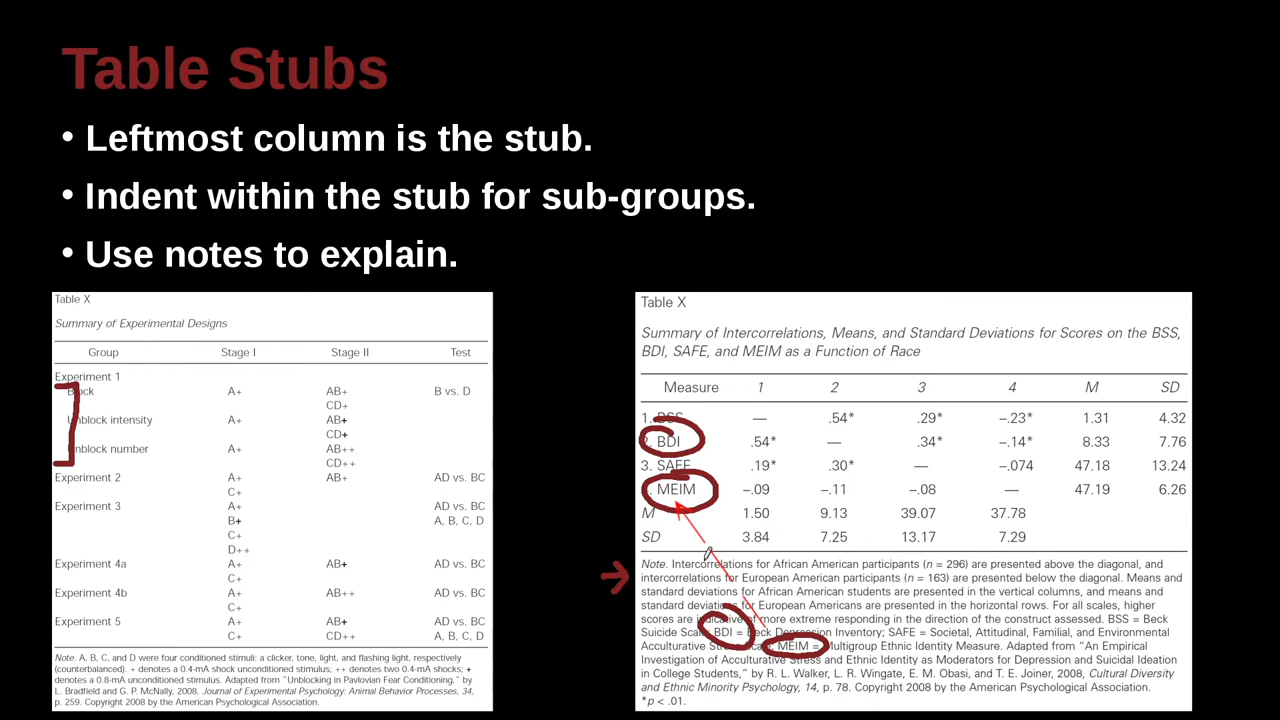 Table Stubs
• Leftmost column is the stub.
• Indent within the stub for sub-groups.
• Use notes to explain.
Table X
Summary of Experimental Designs
Group Stage I Stage II Test
Experiment 1
Block A+ AB+ B vs. D
CD+
Unblock intensity A+ AB+
CD+
Unblock number A+ AB++
CD++
Experiment 2 A+ AB+ AD vs. BC
C+
Experiment 3 A+ AD vs. BC
B+ A, B, C, D
C+
D++
Experiment 4a A+ AB+ AD vs. BC
C+
Experiment 4b A+ AB++ AD vs. BC
C+
Experiment 5 A+ AB+ AD vs. BC
C+ CD++ A, B, C, D
Note. A, B, C, and D were four conditioned stimuli: a clicker, tone, light, and flashing light, respectively
(counterbalanced). + denotes a 0.4-mA shock unconditioned stimulus; ++ denotes two 0.4-mA shocks; +
denotes a 0.8-mA unconditioned stimulus. Adapted from "Unblocking in Pavlovian Fear Conditioning," by
L. Bradfield and G. P. McNally, 2008, Journal of Experimental Psychology: Animal Behavior Processes, 34,
p. 259. Copyright 2008 by the American Psychological Association.
Table X
Summary of Intercorrelations, Means, and Standard Deviations for Scores on the BSS,
BDI, SAFE, and MEIM as a Function of Race
Measure 1 2 3 4 M SD
1. BSS — .54* .29* –.23* 1.31 4.32
2. BDI .54* — .34* –.14* 8.33 7.76
3. SAFE .19* .30* — –.074 47.18 13.24
4. MEIM –.09 –.11 –.08 — 47.19 6.26
M 1.50 9.13 39.07 37.78
SD 3.84 7.25 13.17 7.29
Note. Intercorrelations for African American participants (n = 296) are presented above the diagonal, and
intercorrelations for European American participants (n = 163) are presented below the diagonal. Means and
standard deviations for African American students are presented in the vertical columns, and means and
standard deviations for European Americans are presented in the horizontal rows. For all scales, higher
scores are indicative of more extreme responding in the direction of the construct assessed. BSS = Beck
Suicide Scale; BDI = Beck Depression Inventory; SAFE = Societal, Attitudinal, Familial, and Environmental
Acculturative Stress Scale; MEIM = Multigroup Ethnic Identity Measure. Adapted from "An Empirical
Investigation of Acculturative Stress and Ethnic Identity as Moderators for Depression and Suicidal Ideation
in College Students," by R. L. Walker, L. R. Wingate, E. M. Obasi, and T. E. Joiner, 2008, Cultural Diversity
and Ethnic Minority Psychology, 14, p. 78. Copyright 2008 by the American Psychological Association.
*p < .01.